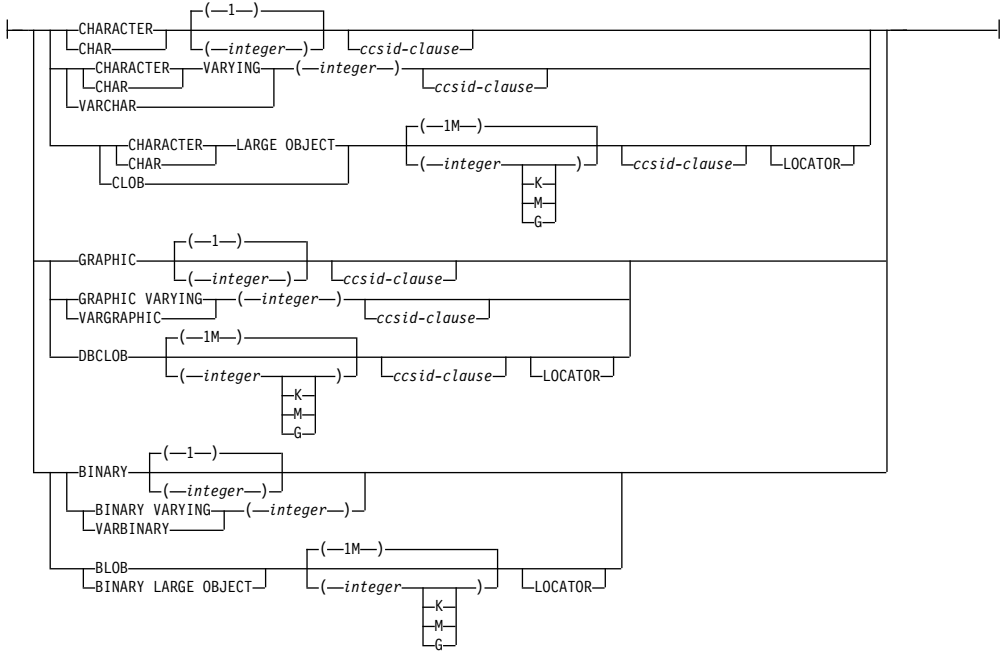 (1)
CHARACTER
CHAR (integer) ccsid-clause
CHARACTER VARYING (integer)
CHAR ccsid-clause
VARCHAR
(1M)
CHARACTER LARGE OBJECT
CHAR (integer ) ccsid-clause LOCATOR
CLOB K
M
G
(1)
GRAPHIC
(integer) ccsid-clause
GRAPHIC VARYING (integer)
VARGRAPHIC ccsid-clause
(1M)
DBCLOB
(integer ) ccsid-clause LOCATOR
K
M
G
(1)
BINARY
(integer)
BINARY VARYING (integer)
VARBINARY
(1M)
BLOB
BINARY LARGE OBJECT (integer ) LOCATOR
K
M
G